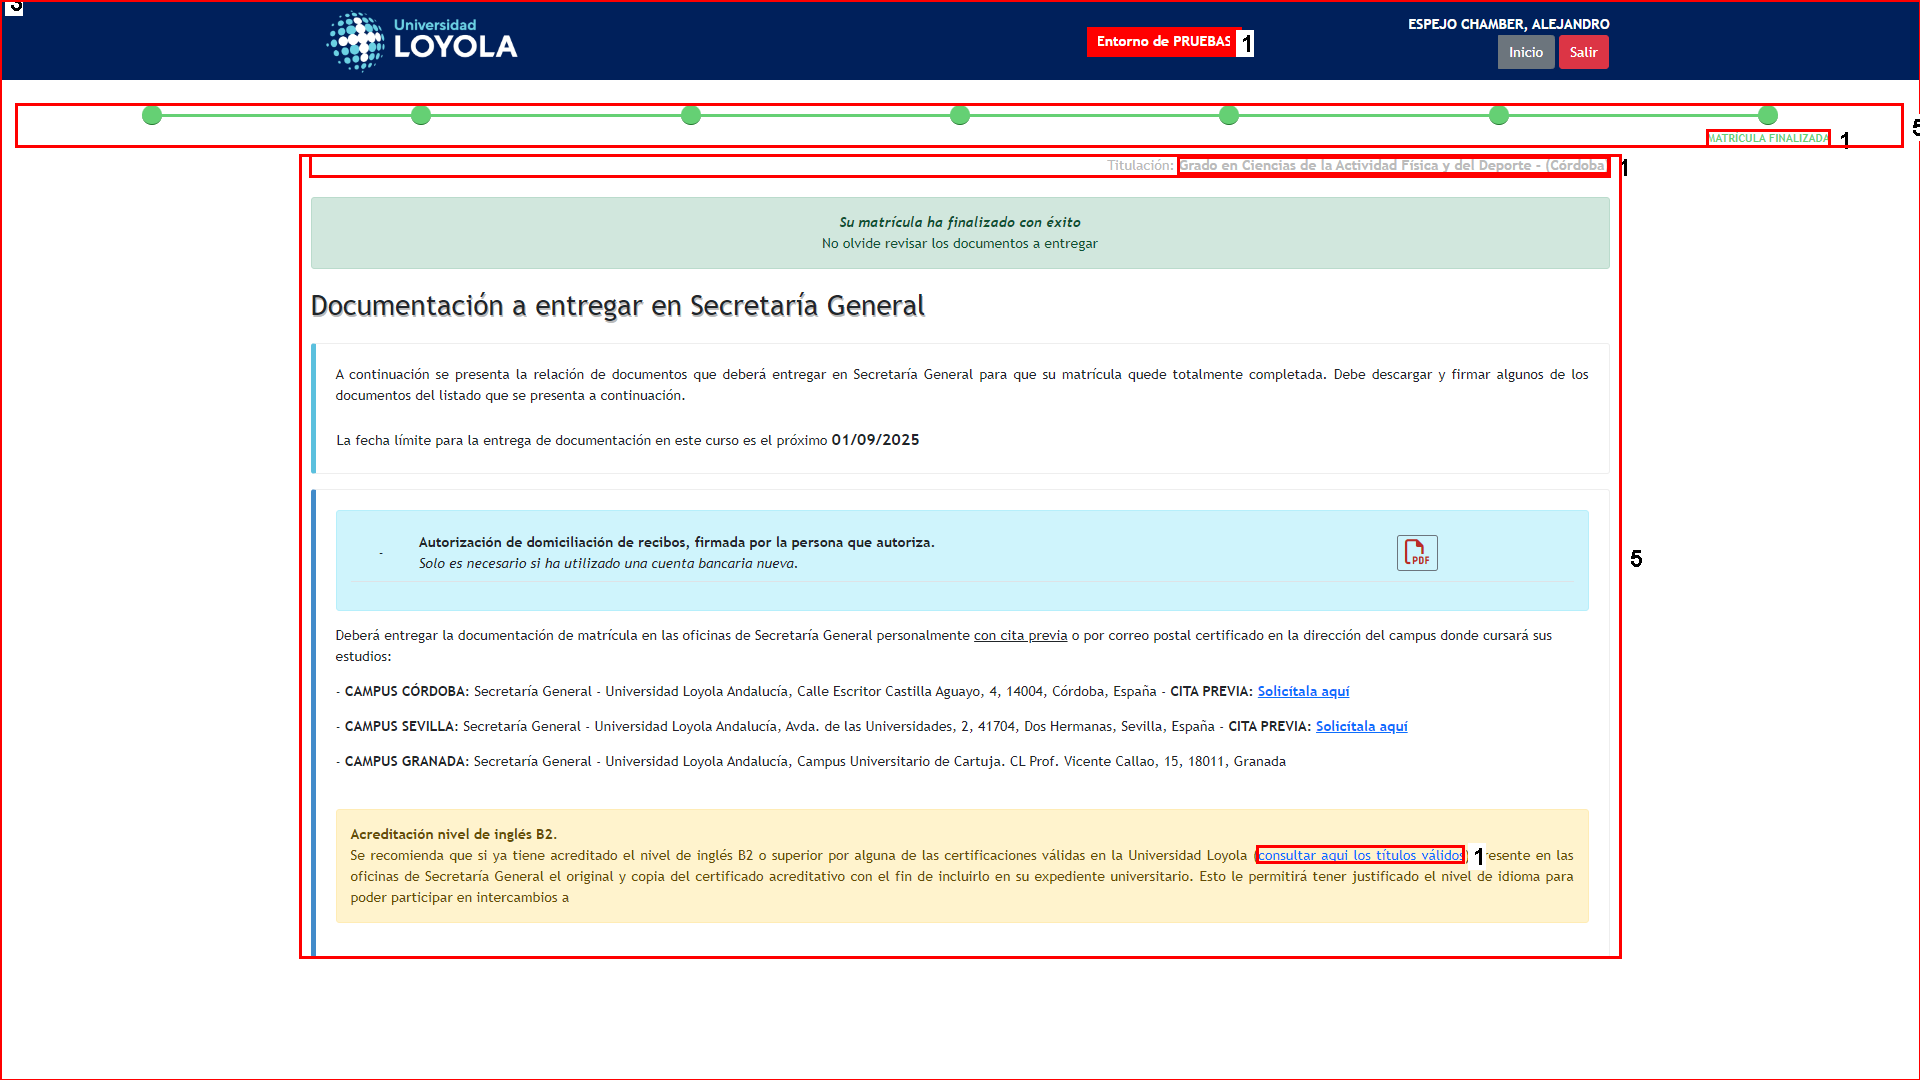 3
Universidad
LOYOLA
Entorno de PRUEBAS
1
ESPEJO CHAMBER, ALEJANDRO
Inicio
Salir
5
MATRÍCULA FINALIZADA
1
Titulación: Grado en Ciencias de la Actividad Física y del Deporte - (Córdoba)
1
Su matrícula ha finalizado con éxito
No olvide revisar los documentos a entregar
Documentación a entregar en Secretaría General
A continuación se presenta la relación de documentos que deberá entregar en Secretaría General para que su matrícula quede totalmente completada. Debe descargar y firmar algunos de los
documentos del listado que se presenta a continuación.
La fecha límite para la entrega de documentación en este curso es el próximo 01/09/2025
- Autorización de domiciliación de recibos, firmada por la persona que autoriza.
Solo es necesario si ha utilizado una cuenta bancaria nueva.
PDF
5
Deberá entregar la documentación de matrícula en las oficinas de Secretaría General personalmente con cita previa o por correo postal certificado en la dirección del campus donde cursará sus
estudios:
- CAMPUS CÓRDOBA: Secretaría General - Universidad Loyola Andalucía, Calle Escritor Castilla Aguayo, 4, 14004, Córdoba, España - CITA PREVIA: Solicítala aquí
- CAMPUS SEVILLA: Secretaría General - Universidad Loyola Andalucía, Avda. de las Universidades, 2, 41704, Dos Hermanas, Sevilla, España - CITA PREVIA: Solicítala aquí
- CAMPUS GRANADA: Secretaría General - Universidad Loyola Andalucía, Campus Universitario de Cartuja. CL Prof. Vicente Callao, 15, 18011, Granada
Acreditación nivel de inglés B2.
Se recomienda que si ya tiene acreditado el nivel de inglés B2 o superior por alguna de las certificaciones válidas en la Universidad Loyola (consultar aqui los títulos válidos) 1 resente en las
oficinas de Secretaría General el original y copia del certificado acreditativo con el fin de incluirlo en su expediente universitario. Esto le permitirá tener justificado el nivel de idioma para
poder participar en intercambios a